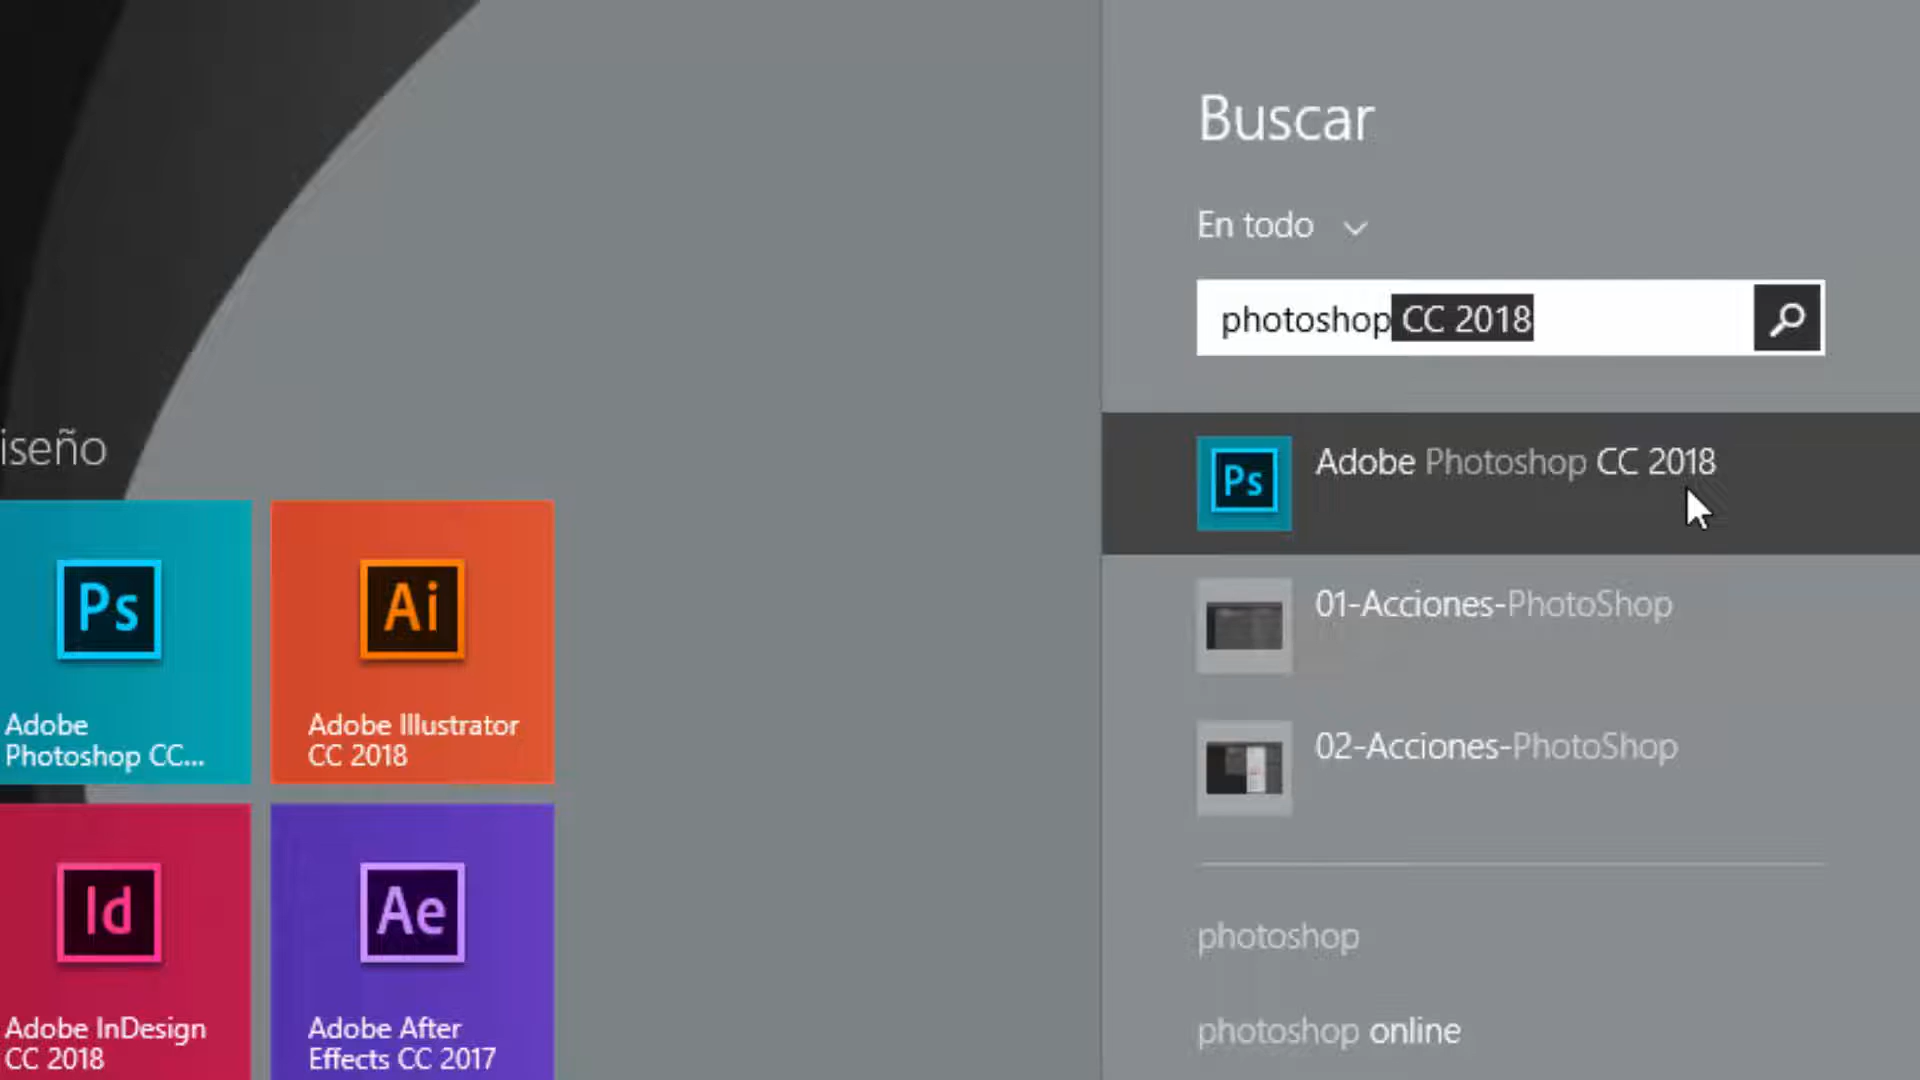 Buscar
En todo
photoshop CC 2018
Ps
Adobe Photoshop CC 2018
01-Acciones-PhotoShop
02-Acciones-PhotoShop
photoshop
photoshop online
iseño
Ps
Adobe
Photoshop CC...
Ai
Adobe Illustrator
CC 2018
Id
Adobe InDesign
CC 2018
Ae
Adobe After
Effects CC 2017